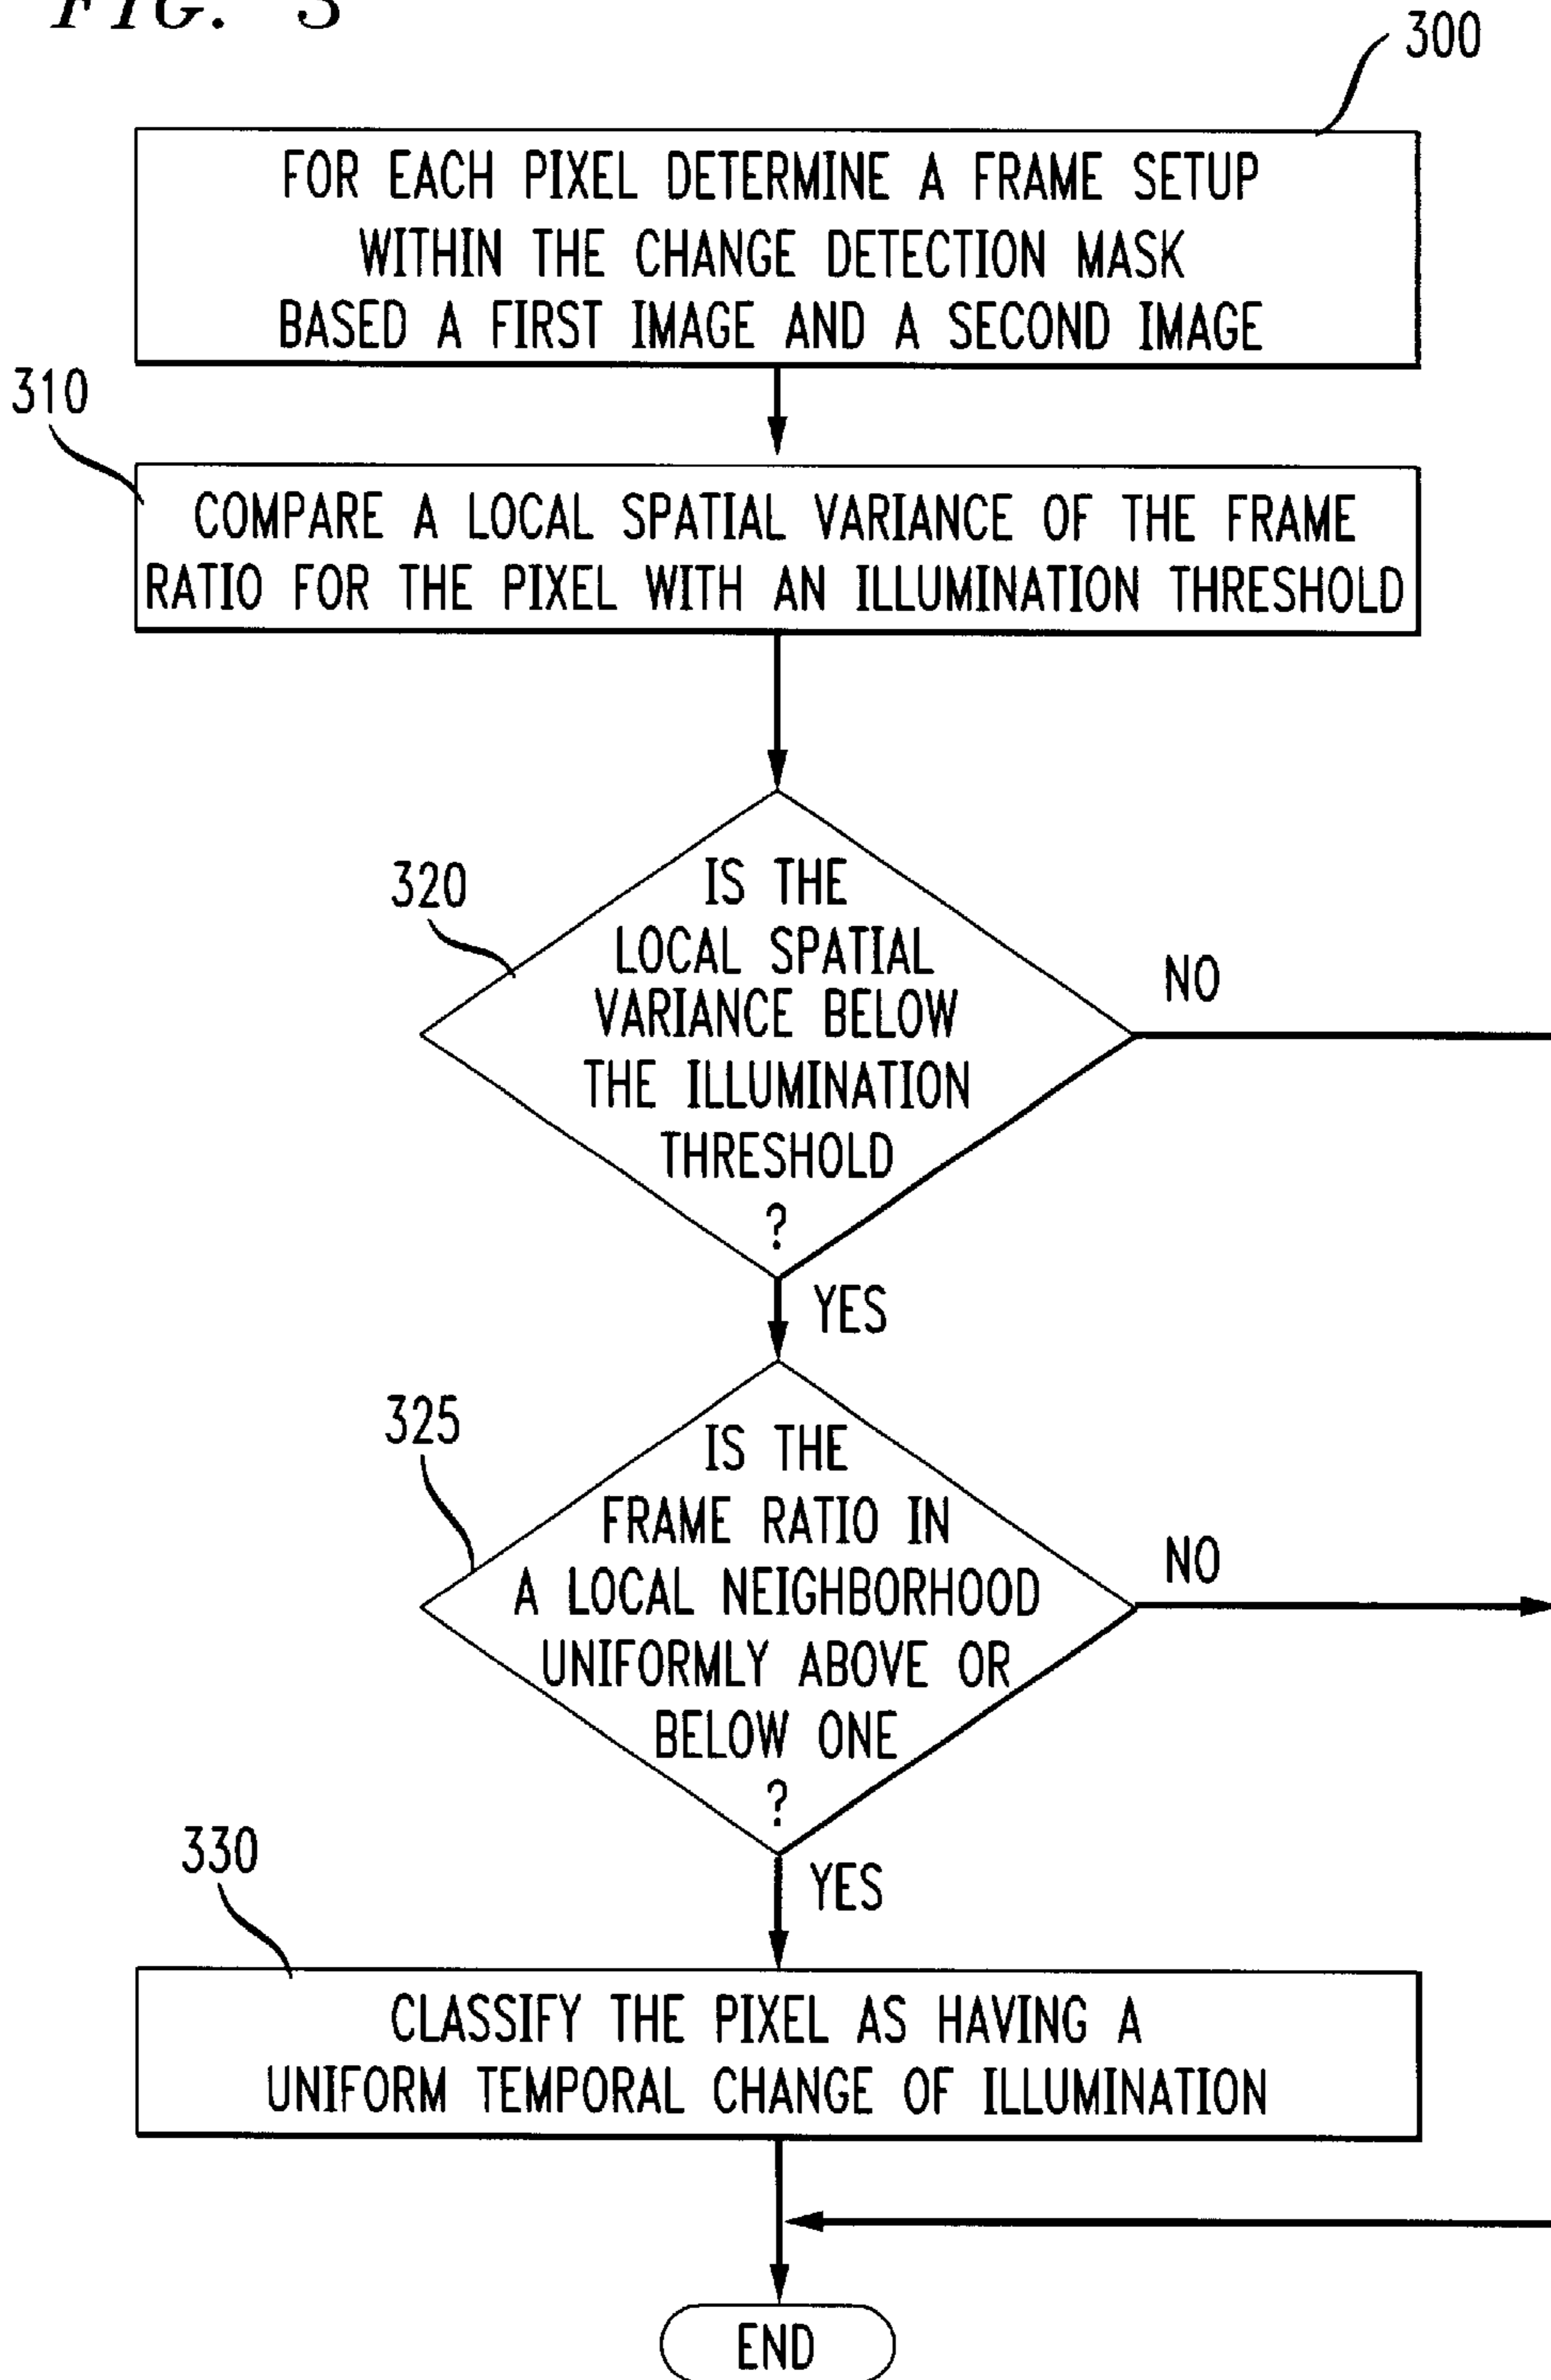 FIG. 3
300
FOR EACH PIXEL DETERMINE A FRAME SETUP
WITHIN THE CHANGE DETECTION MASK
BASED A FIRST IMAGE AND A SECOND IMAGE
310
COMPARE A LOCAL SPATIAL VARIANCE OF THE FRAME
RATIO FOR THE PIXEL WITH AN ILLUMINATION THRESHOLD
320
IS THE
LOCAL SPATIAL
VARIANCE BELOW
THE ILLUMINATION
THRESHOLD
?
NO
YES
325
IS THE
FRAME RATIO IN
A LOCAL NEIGHBORHOOD
UNIFORMLY ABOVE OR
BELOW ONE
?
NO
YES
330
CLASSIFY THE PIXEL AS HAVING A
UNIFORM TEMPORAL CHANGE OF ILLUMINATION
END